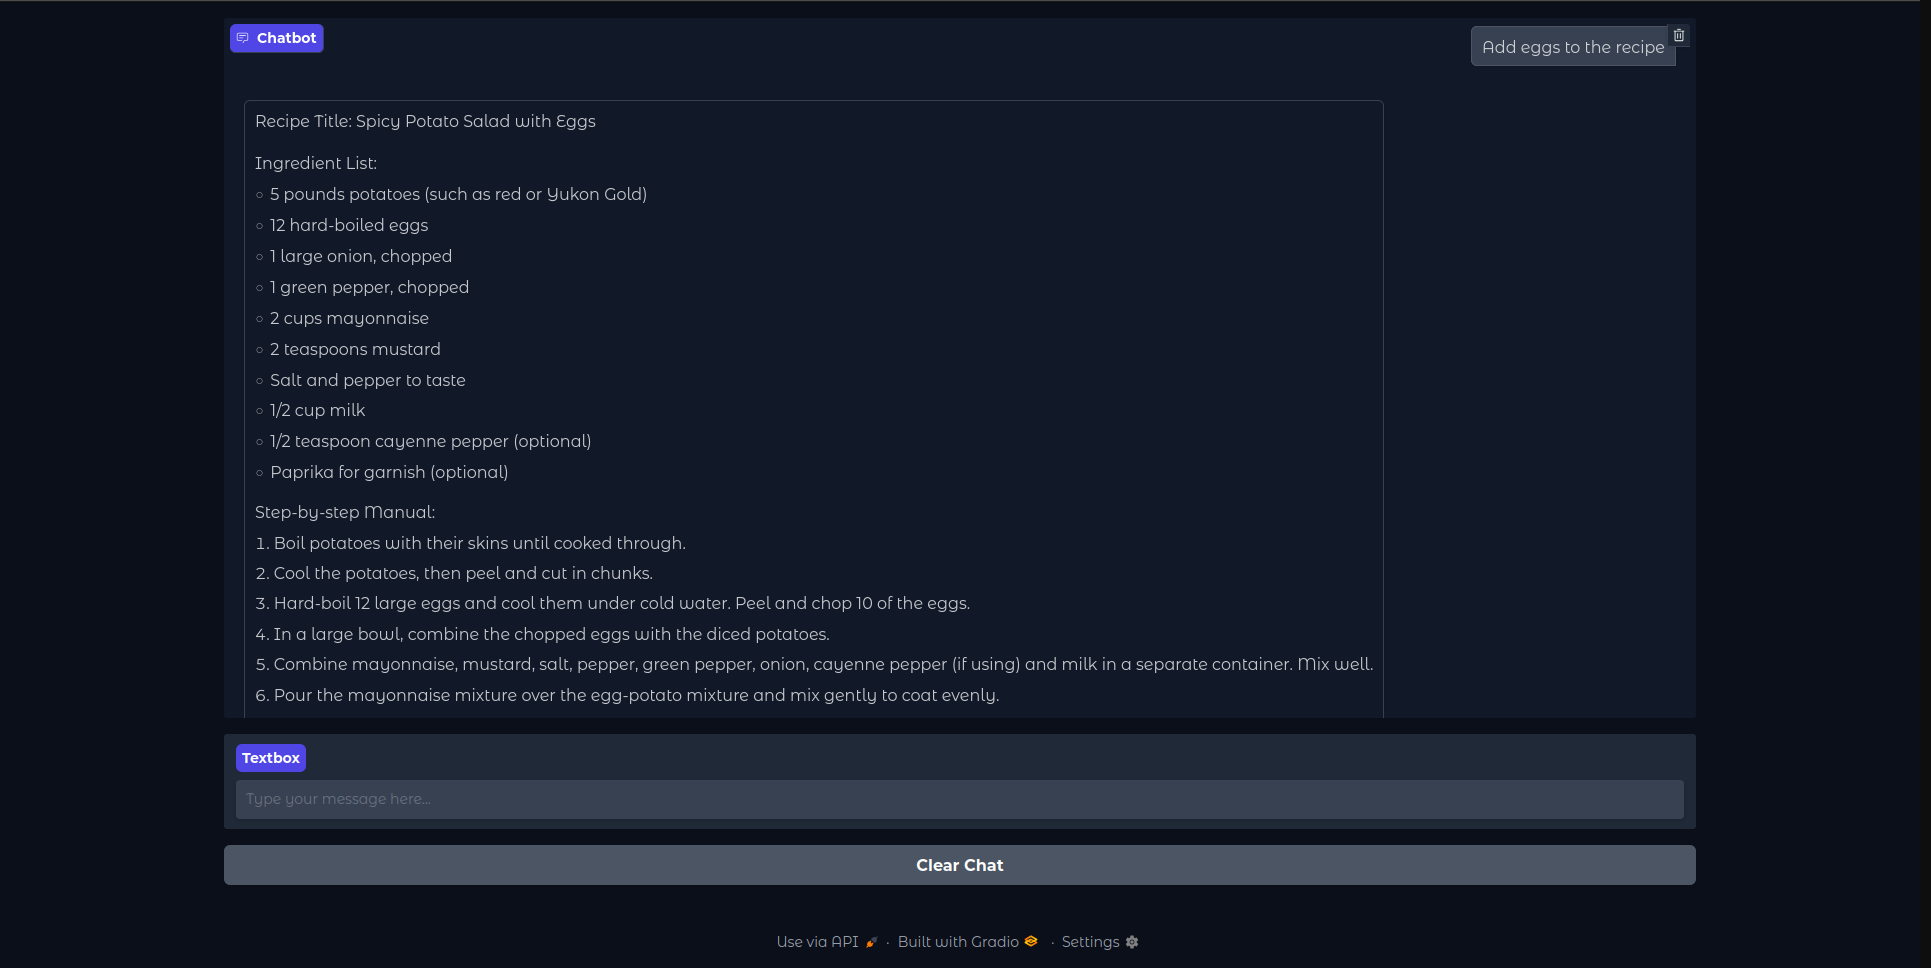 Chatbot
Add eggs to the recipe
Recipe Title: Spicy Potato Salad with Eggs
Ingredient List:
○ 5 pounds potatoes (such as red or Yukon Gold)
○ 12 hard-boiled eggs
○ 1 large onion, chopped
○ 1 green pepper, chopped
○ 2 cups mayonnaise
○ 2 teaspoons mustard
○ Salt and pepper to taste
○ 1/2 cup milk
○ 1/2 teaspoon cayenne pepper (optional)
○ Paprika for garnish (optional)
Step-by-step Manual:
1. Boil potatoes with their skins until cooked through.
2. Cool the potatoes, then peel and cut in chunks.
3. Hard-boil 12 large eggs and cool them under cold water. Peel and chop 10 of the eggs.
4. In a large bowl, combine the chopped eggs with the diced potatoes.
5. Combine mayonnaise, mustard, salt, pepper, green pepper, onion, cayenne pepper (if using) and milk in a separate container. Mix well.
6. Pour the mayonnaise mixture over the egg-potato mixture and mix gently to coat evenly.
Textbox
Type your message here...
Clear Chat
Use via API · Built with Gradio · Settings